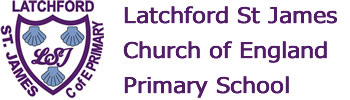 LATCHFORD
ST. JAMES
C of E PRIMARY
LSJ
Latchford St James
Church of England
Primary School